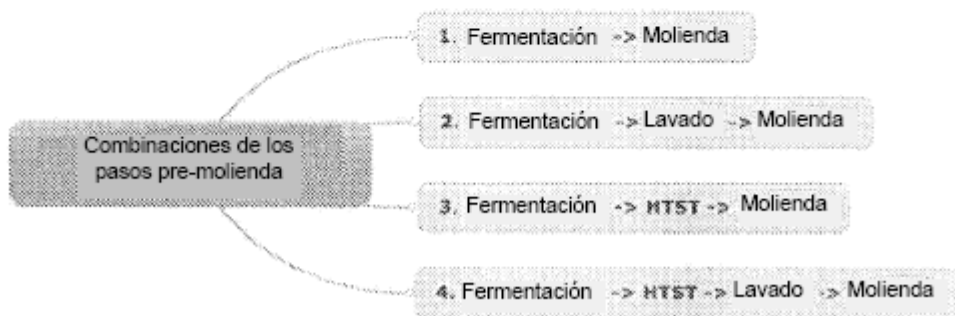 1. Fermentación -> Molienda
2. Fermentación -> Lavado -> Molienda
Combinaciones de los
pasos pre-molienda
3. Fermentación -> HTST -> Molienda
4. Fermentación -> HTST -> Lavado -> Molienda